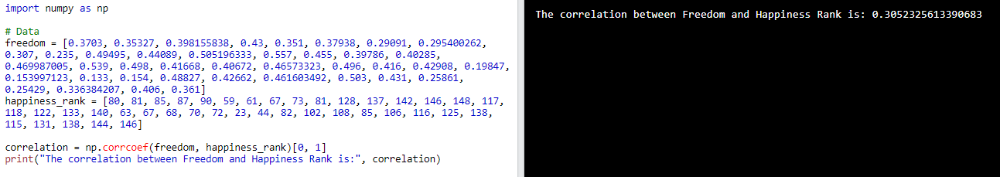 import numpy as np
# Data
freedom = [0.3703, 0.35327, 0.398155838, 0.43, 0.351, 0.37938, 0.29091, 0.295400262,
0.307, 0.235, 0.49495, 0.44089, 0.505196333, 0.557, 0.455, 0.39786, 0.40285,
0.469987005, 0.539, 0.498, 0.41668, 0.40672, 0.46573323, 0.496, 0.416, 0.42908, 0.19847,
0.153997123, 0.133, 0.154, 0.48827, 0.42662, 0.461603492, 0.503, 0.431, 0.25861,
0.25429, 0.336384207, 0.406, 0.361]
happiness_rank = [80, 81, 85, 87, 90, 59, 61, 67, 73, 81, 128, 137, 142, 146, 148, 117,
118, 122, 133, 140, 63, 67, 68, 70, 72, 23, 44, 82, 102, 108, 85, 106, 116, 125, 138,
115, 131, 138, 144, 146]
correlation = np.corrcoef(freedom, happiness_rank)[0, 1]
print("The correlation between Freedom and Happiness Rank is:", correlation)
The correlation between Freedom and Happiness Rank is: 0.3052325613390683